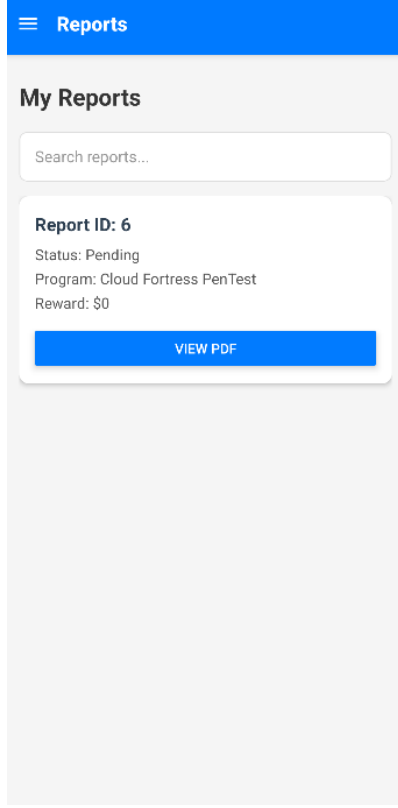 Reports
My Reports
Search reports...
Report ID: 6
Status: Pending
Program: Cloud Fortress PenTest
Reward: $0
VIEW PDF